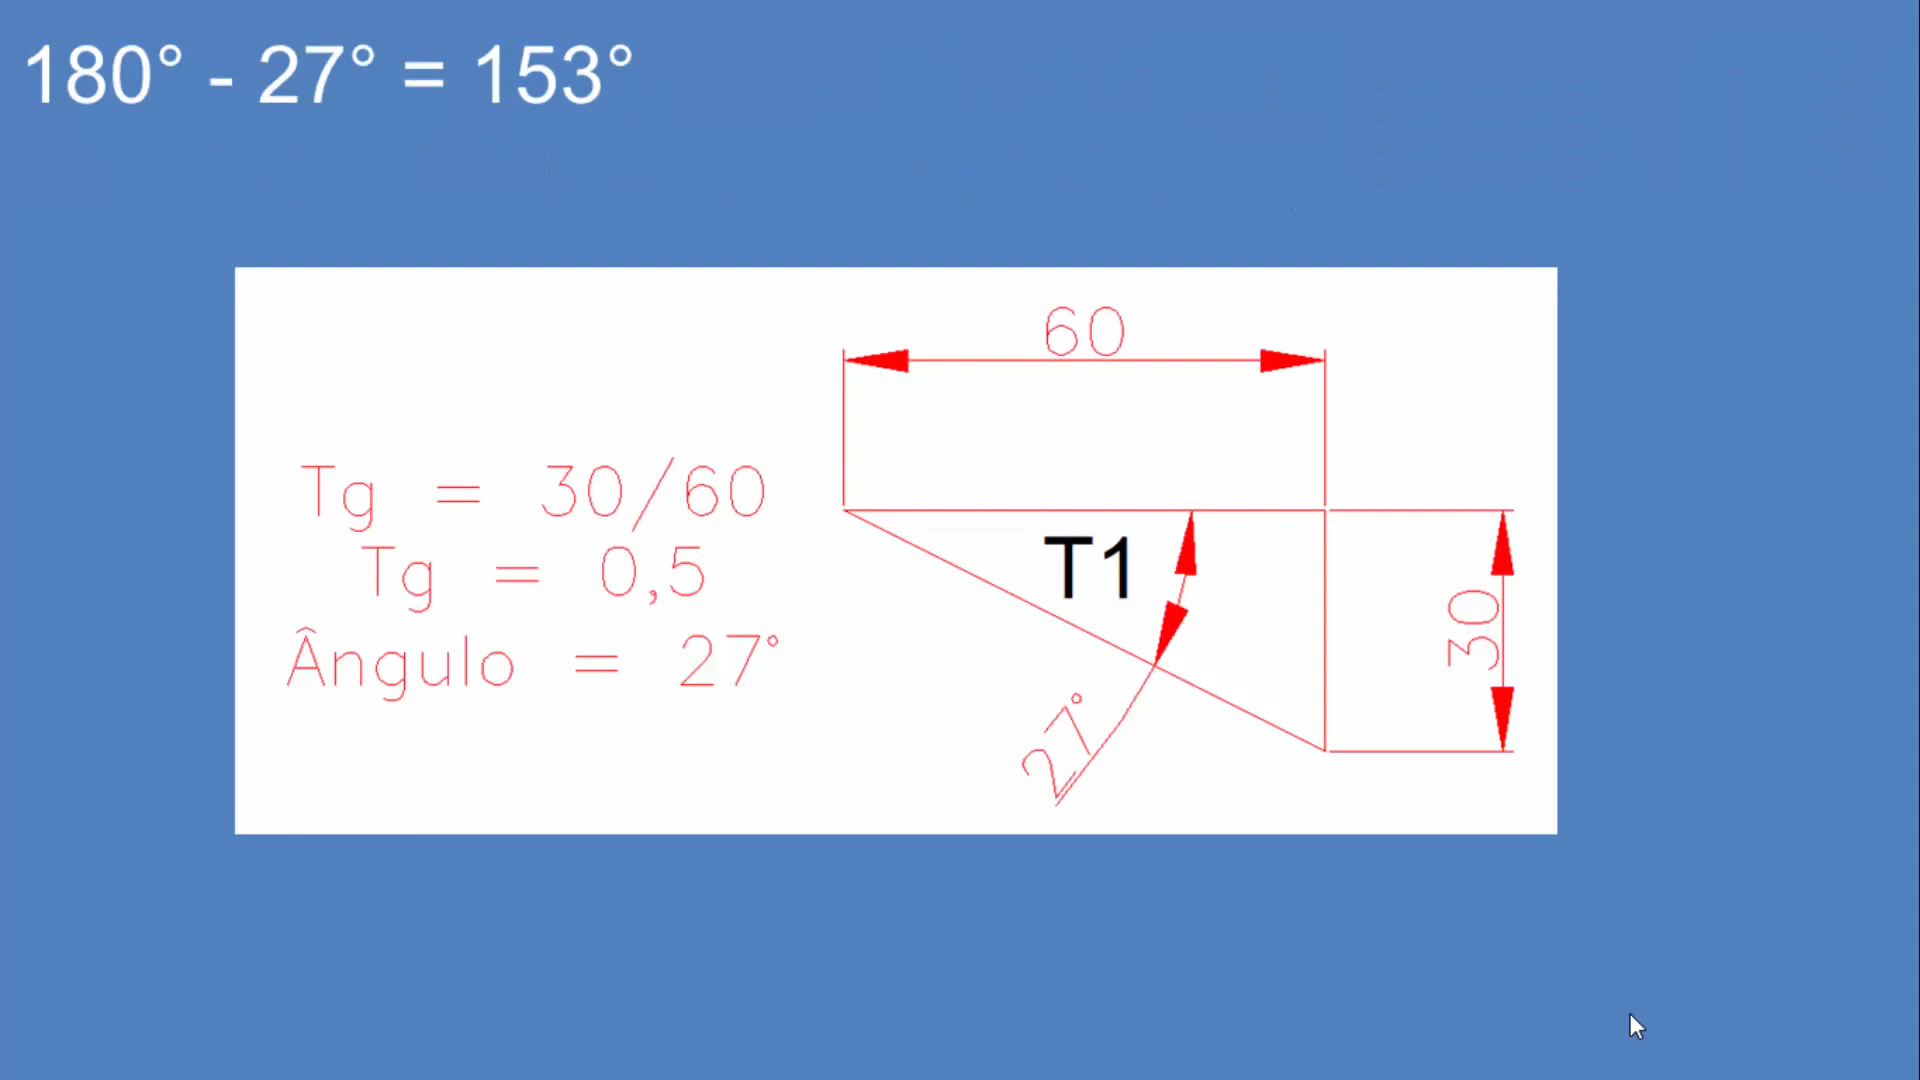 180° - 27° = 153°
60
Tg = 30/60
Tg = 0,5
Ângulo = 27°
T1
30
27°